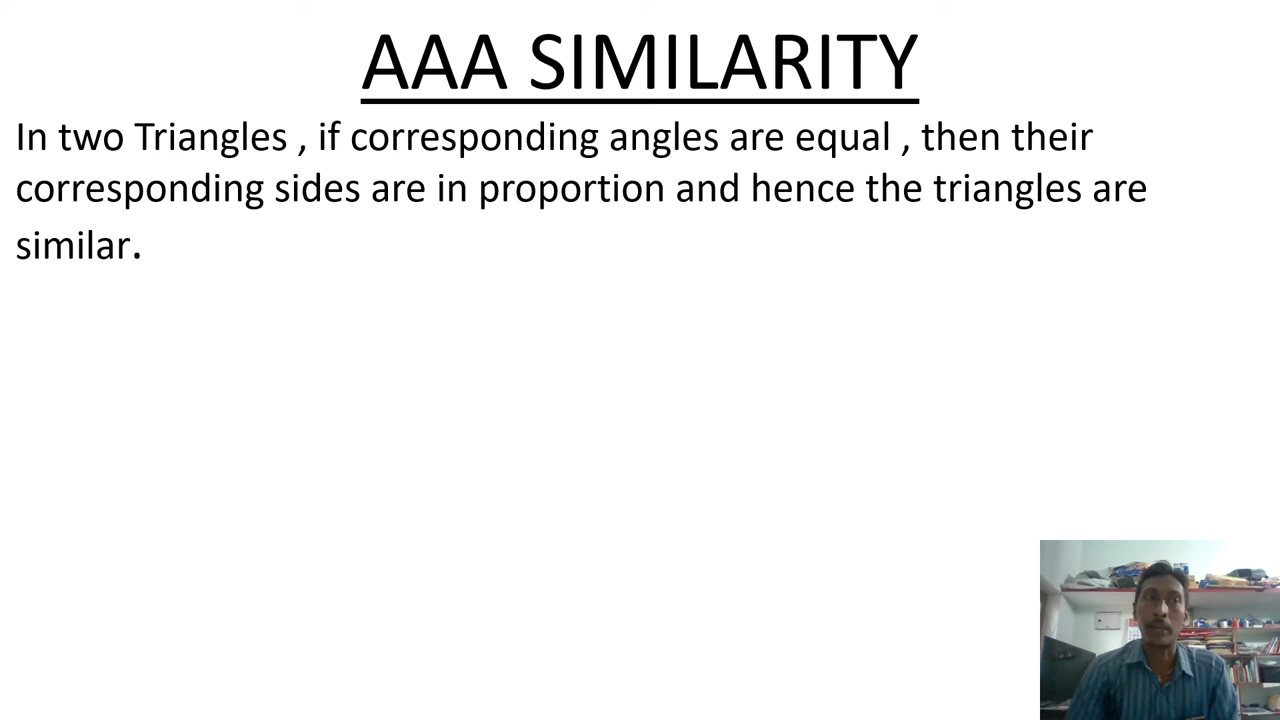 AAA SIMILARITY
In two Triangles , if corresponding angles are equal , then their
corresponding sides are in proportion and hence the triangles are
similar.